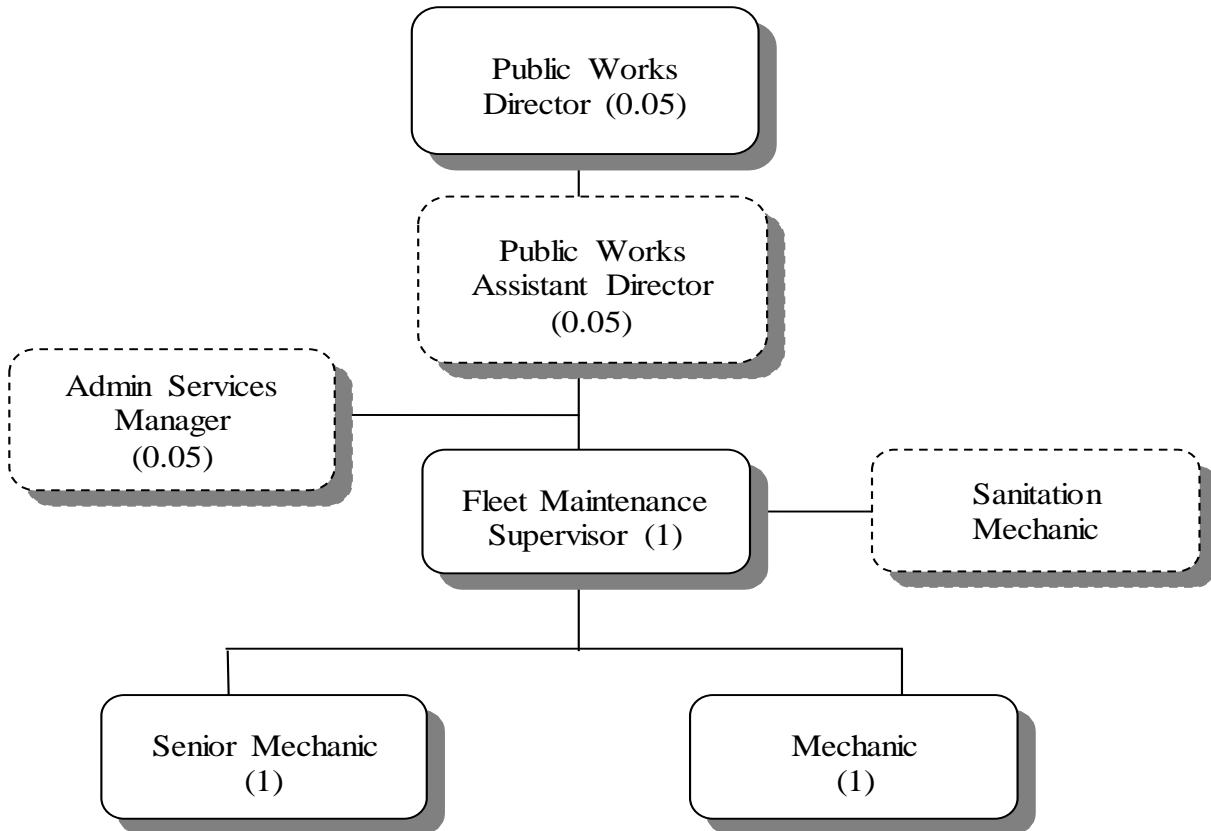 Public Works
Director (0.05)
Public Works
Assistant Director
(0.05)
Admin Services
Manager
(0.05)
Fleet Maintenance
Supervisor (1)
Sanitation
Mechanic
Senior Mechanic
(1)
Mechanic
(1)